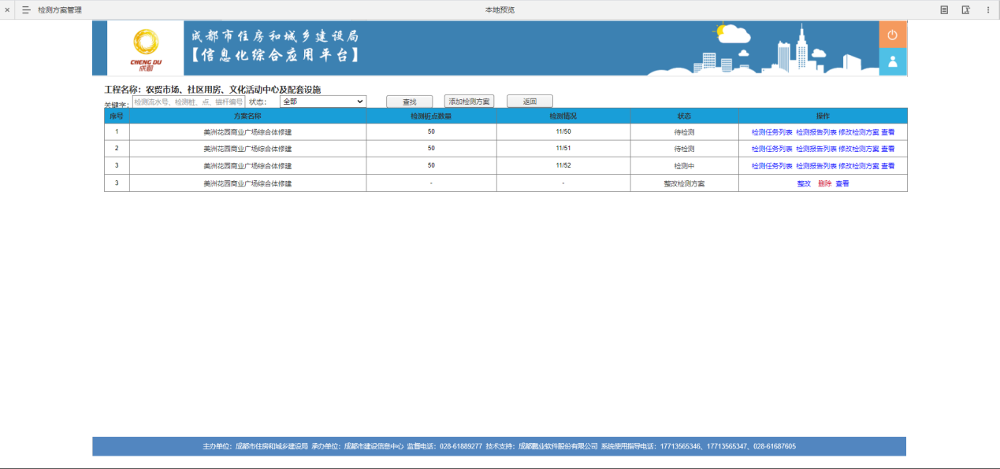 检测方案管理
本地预览
成都市住房和城乡建设局
【信息化综合应用平台】
CHENG DU
成都
工程名称：农贸市场、社区用房、文化活动中心及配套设施
关键字： 检测流水号、检测桩、点、锚杆编号 状态： 全部 查找 添加检测方案 返回
序号 方案名称 检测桩点数量 检测情况 状态 操作
1 美洲花园商业广场综合体修建 50 11/50 待检测 检测任务列表 检测报告列表 修改检测方案 查看
2 美洲花园商业广场综合体修建 50 11/51 待检测 检测任务列表 检测报告列表 修改检测方案 查看
3 美洲花园商业广场综合体修建 50 11/52 检测中 检测任务列表 检测报告列表 修改检测方案 查看
3 美洲花园商业广场综合体修建 - - 整改检测方案 整改 删除 查看
主办单位：成都市住房和城乡建设局 承办单位：成都市建设信息中心 监督电话：028-61889277 技术支持：成都鹏业软件股份有限公司 系统使用指导电话：17713565346、17713565347、028-61687605